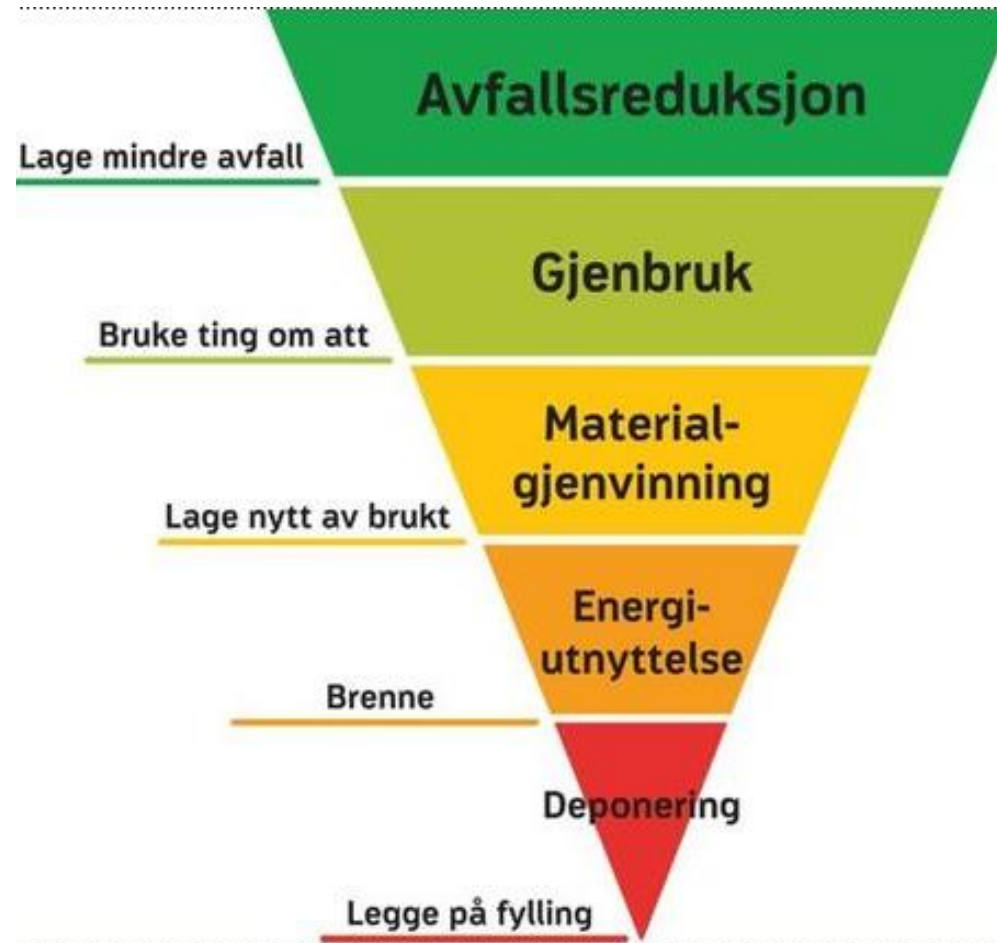 Avfallsreduksjon
Lage mindre avfall
Gjenbruk
Bruke ting om att
Material-
gjenvinning
Lage nytt av brukt
Energi-
utnyttelse
Brenne
Deponering
Legge på fylling